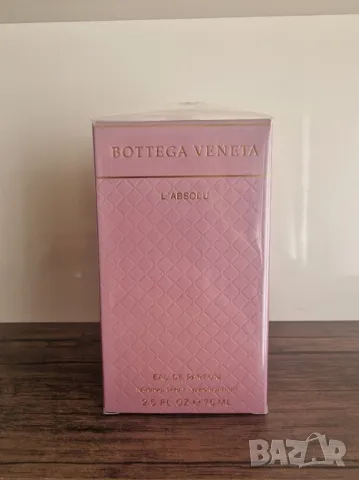 BOTTEGA VENETA
L'ABSOLU
EAU DE PARFUM
2.5 FL.OZ 75 ML
BAZAR